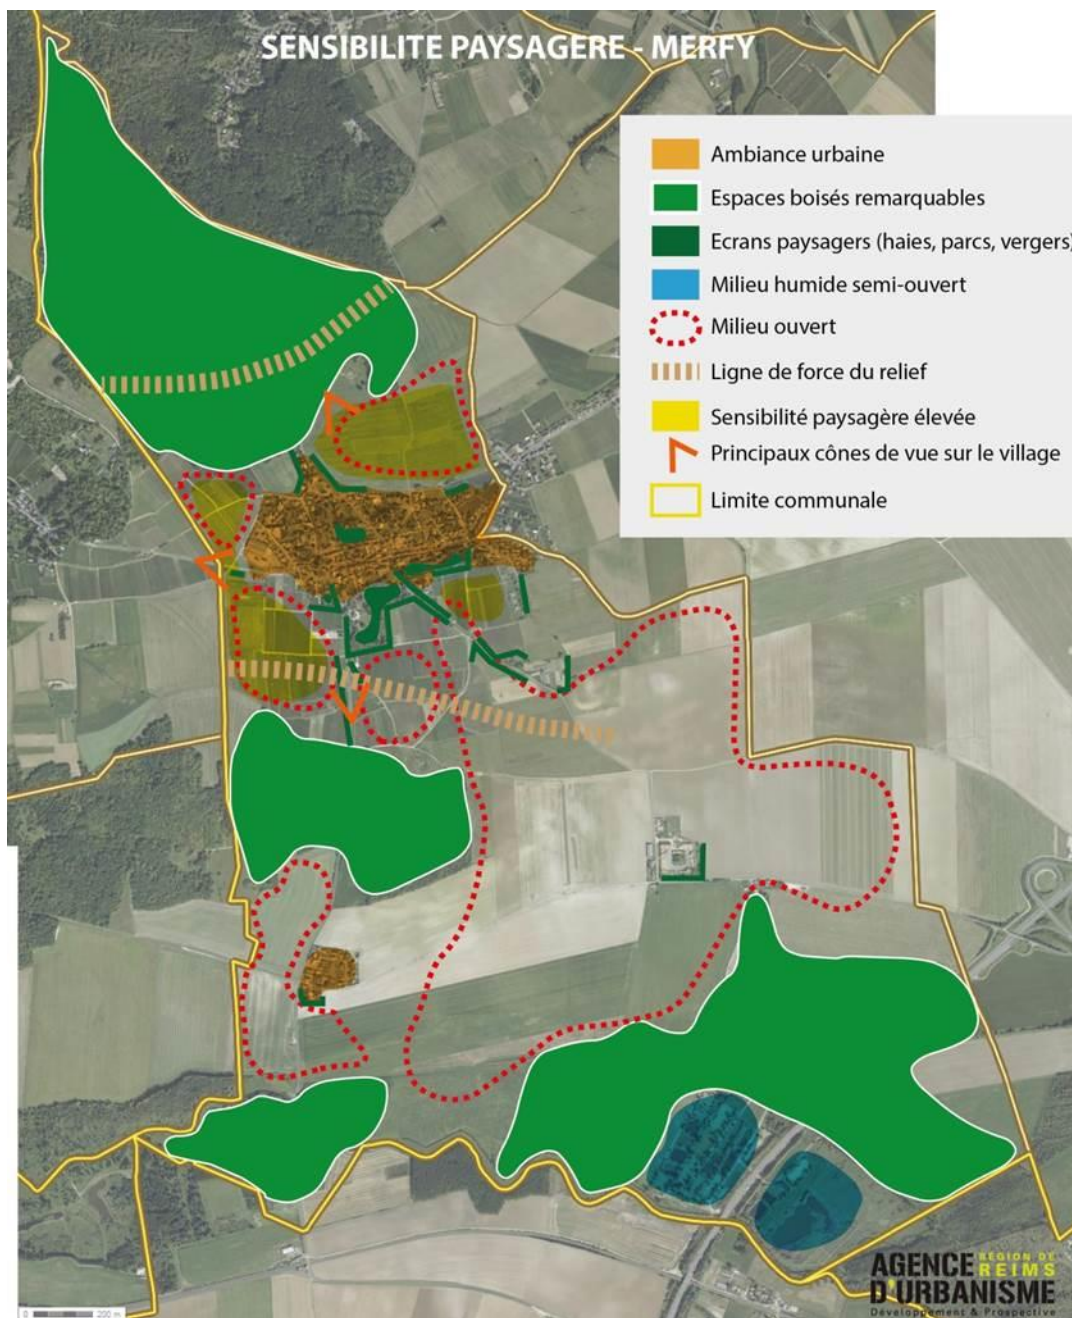 SENSIBILITE PAYSAGERE - MERFY
Ambiance urbaine
Espaces boisés remarquables
Ecrans paysagers (haies, parcs, vergers)
Milieu humide semi-ouvert
Milieu ouvert
Ligne de force du relief
Sensibilité paysagère élevée
Principaux cônes de vue sur le village
Limite communale
0 200 m
AGENCE RÉGION DE REIMS
D'URBANISME
Développement & Prospective